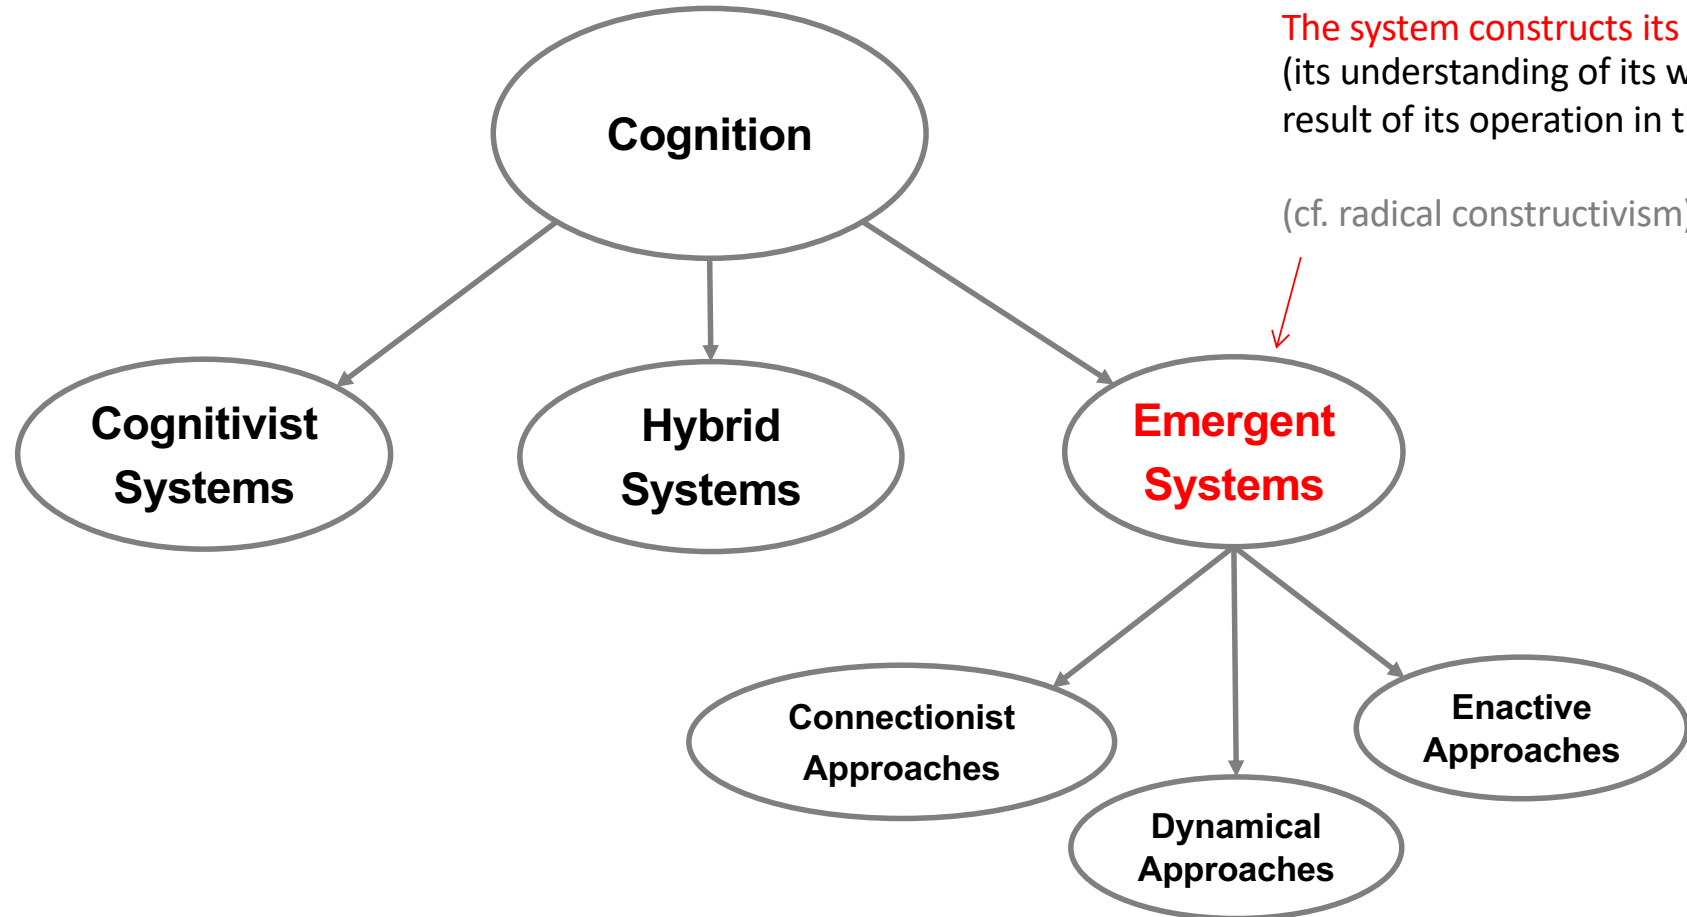 The system constructs its
(its understanding of its
result of its operation in
(cf. radical constructivism)
Cognition
Cognitivist
Systems
Hybrid
Systems
Emergent
Systems
Connectionist
Approaches
Dynamical
Approaches
Enactive
Approaches